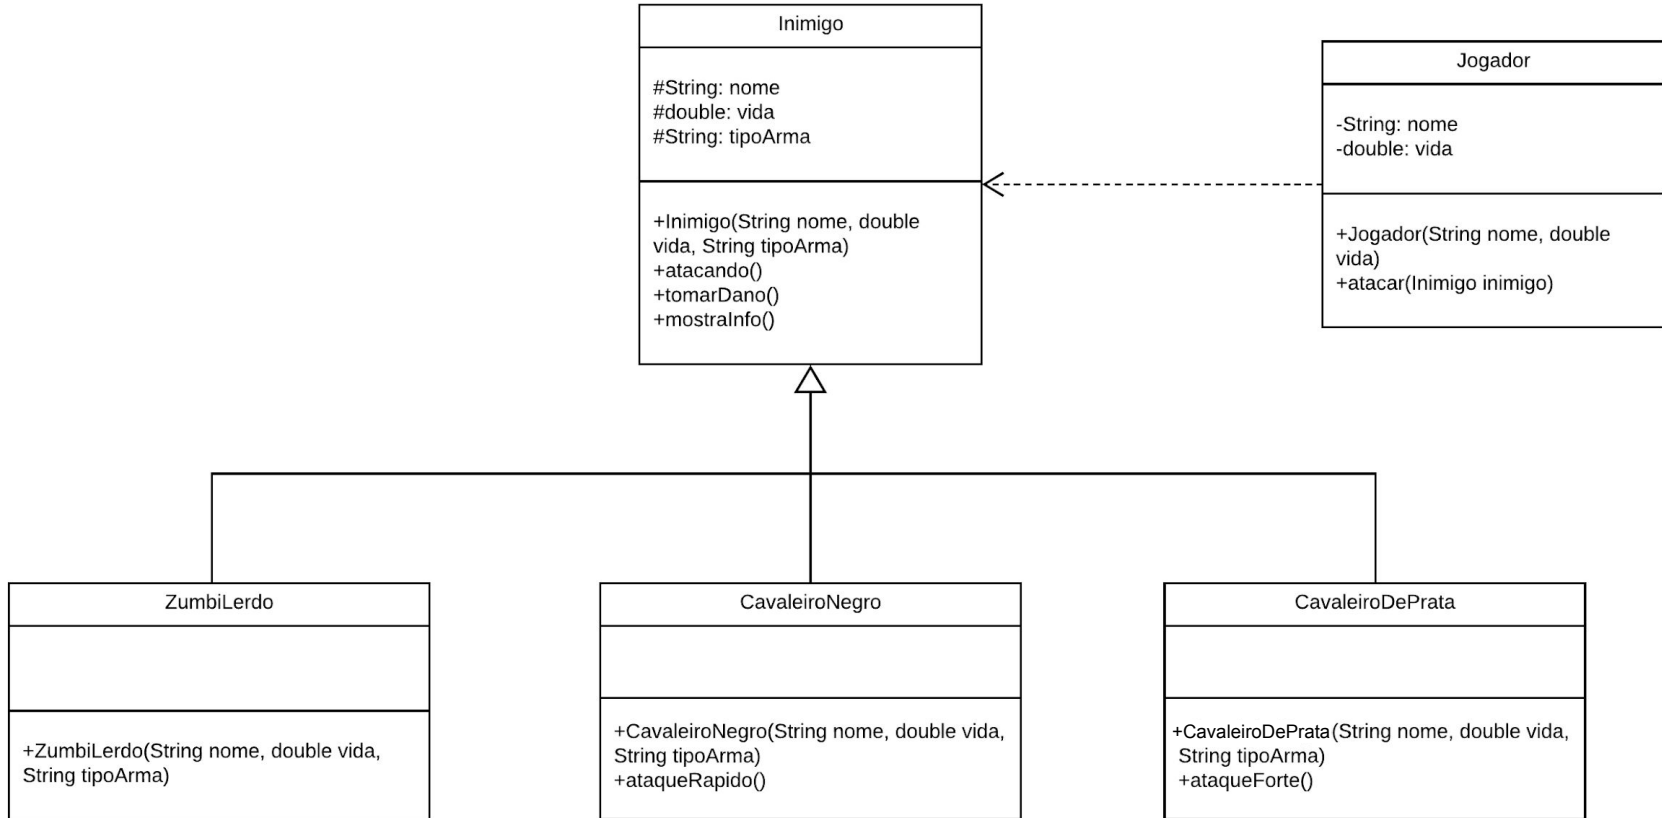 Inimigo
#String: nome
#double: vida
#String: tipoArma
+Inimigo(String nome, double
vida, String tipoArma)
+atacando()
+tomarDano()
+mostraInfo()
Jogador
-String: nome
-double: vida
+Jogador(String nome, double
vida)
+atacar(Inimigo inimigo)
ZumbiLerdo
+ZumbiLerdo(String nome, double vida,
String tipoArma)
CavaleiroNegro
+CavaleiroNegro(String nome, double vida,
String tipoArma)
+ataqueRapido()
CavaleiroDePrata
+CavaleiroDePrata(String nome, double vida,
String tipoArma)
+ataqueForte()